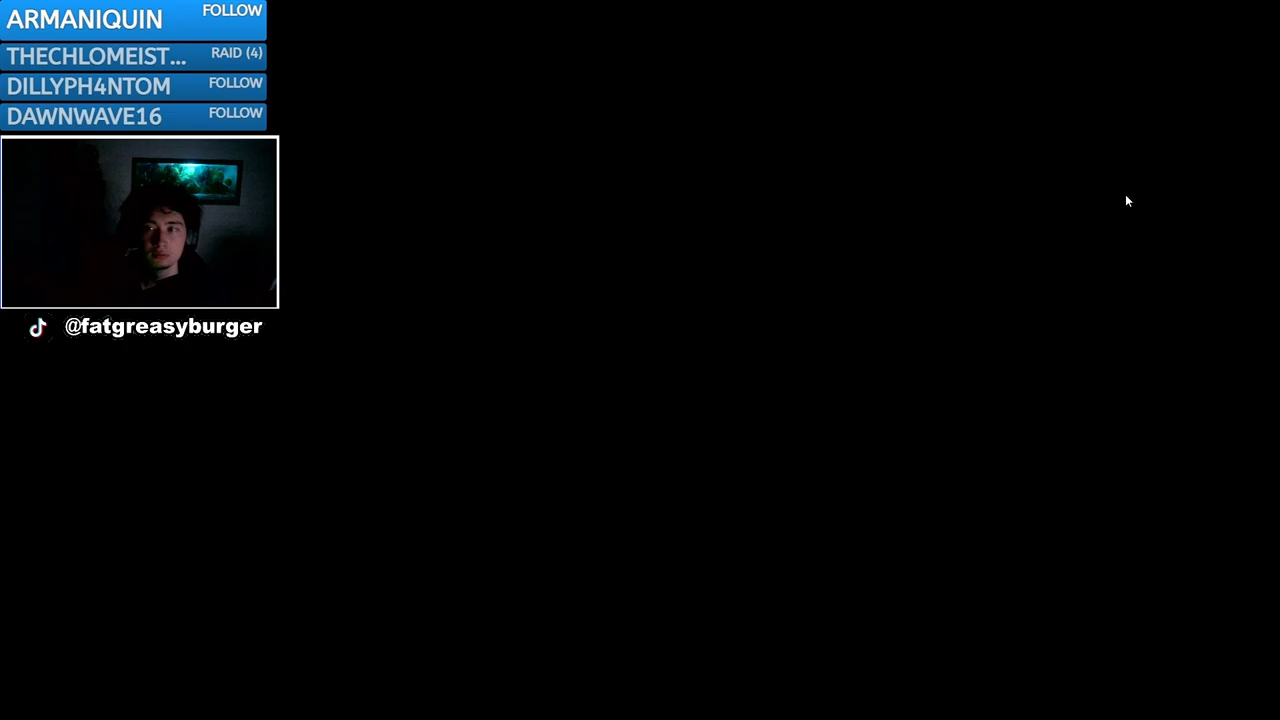 ARMANIQUIN FOLLOW
THECHLOMEIST... RAID (4)
DILLYPH4NTOM FOLLOW
DAWNWAVE16 FOLLOW
@fatgreasyburger